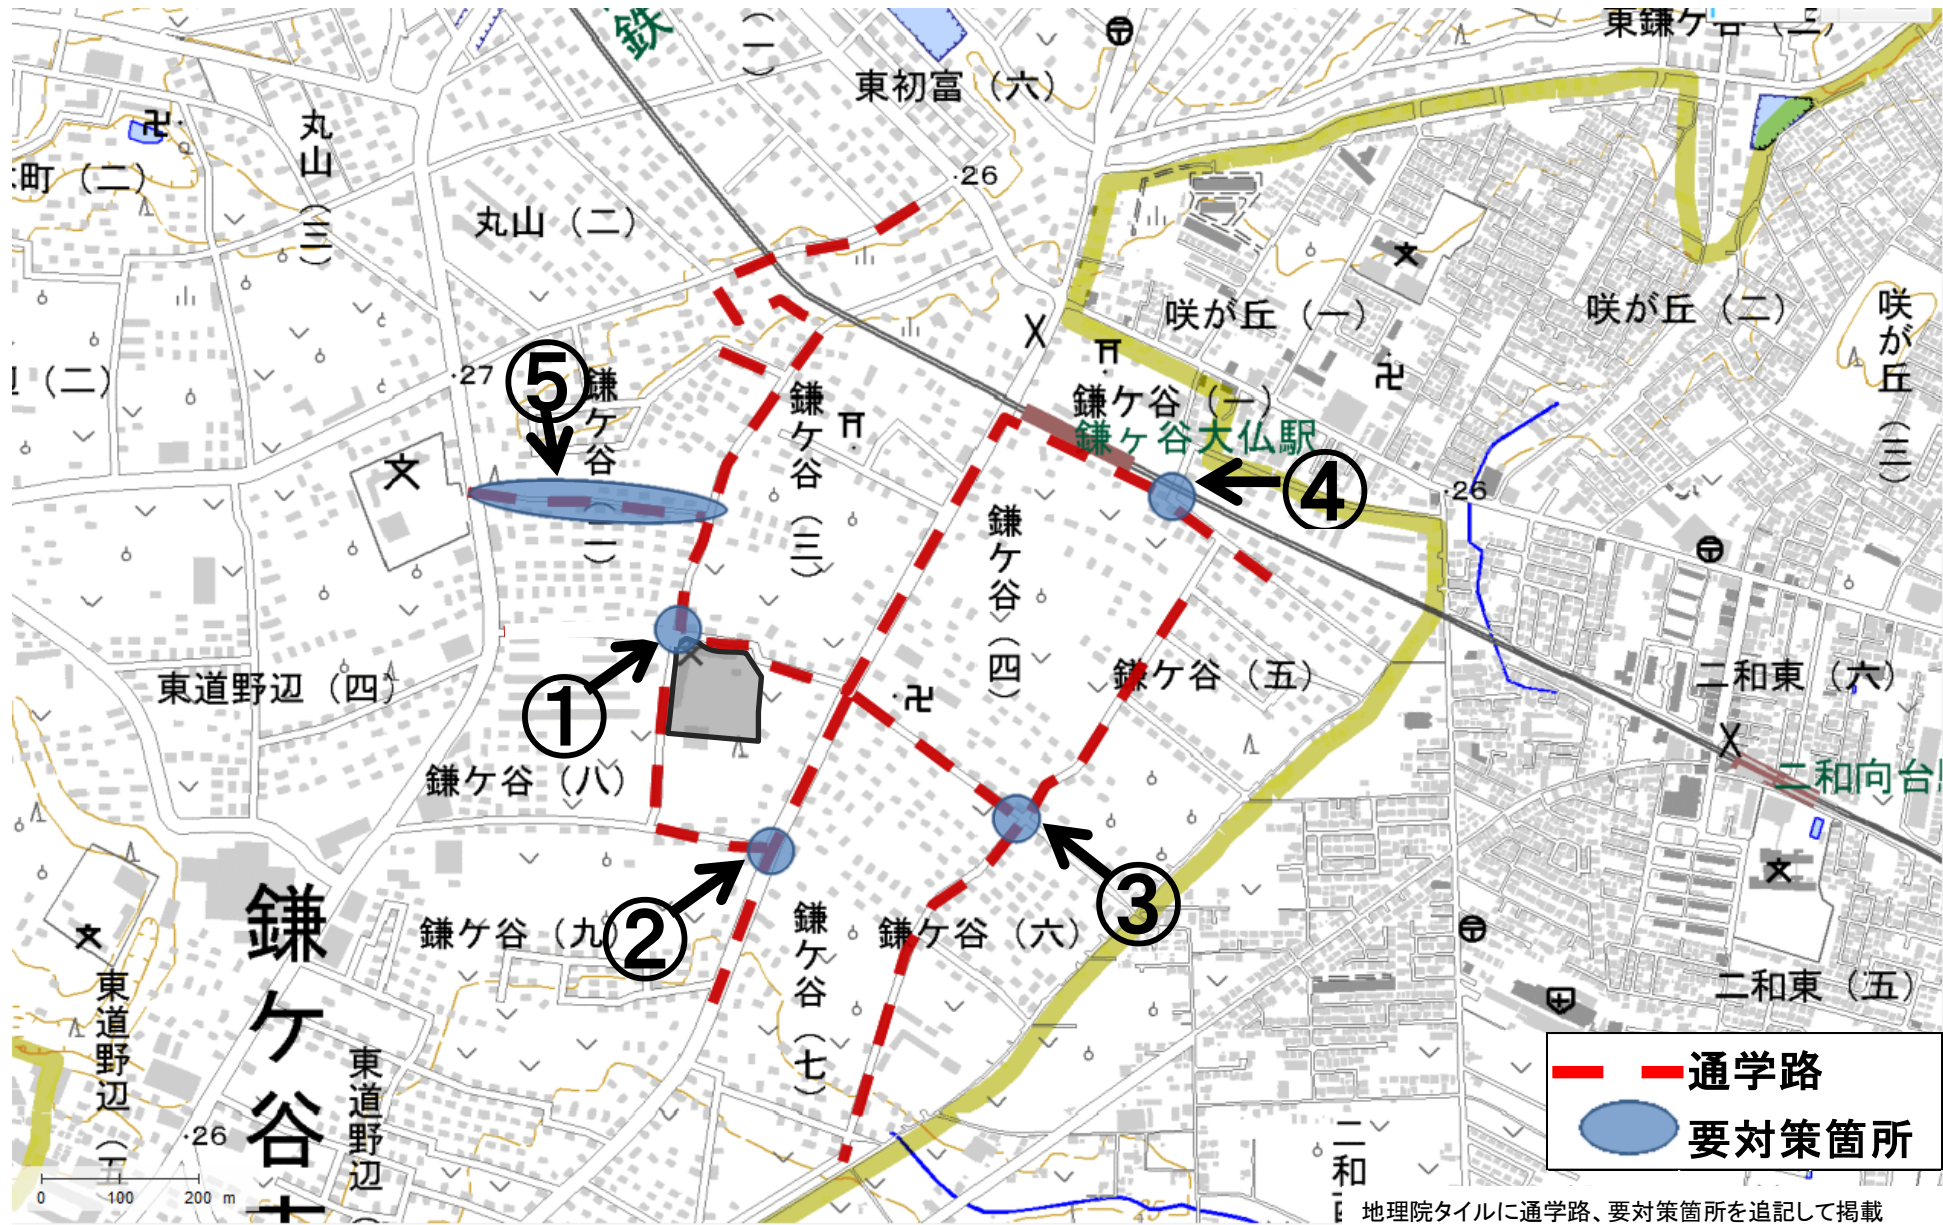 鉄
(一)
東初富(六)
東鎌ケ谷(三)
丸山(三)
町(二)
・26
丸山(二)
咲が丘(一)
咲が丘(二)
咲が丘(三)
(二)
・27
⑤
鎌ケ谷(一)
鎌ケ谷(二)
鎌ケ谷(三)
鎌ヶ谷大仏駅
④
・26
鎌ケ谷(四)
鎌ケ谷(五)
東道野辺(四)
①
二和東(六)
鎌ケ谷(八)
二和向台
鎌ケ谷(九)
②
③
鎌ケ谷(六)
鎌ケ谷(七)
鎌ケ谷
二和東(五)
東道野辺(五
東道野辺
・26
二和
0 100 200 m
通学路
要対策箇所
地理院タイルに通学路、要対策箇所を追記して掲載